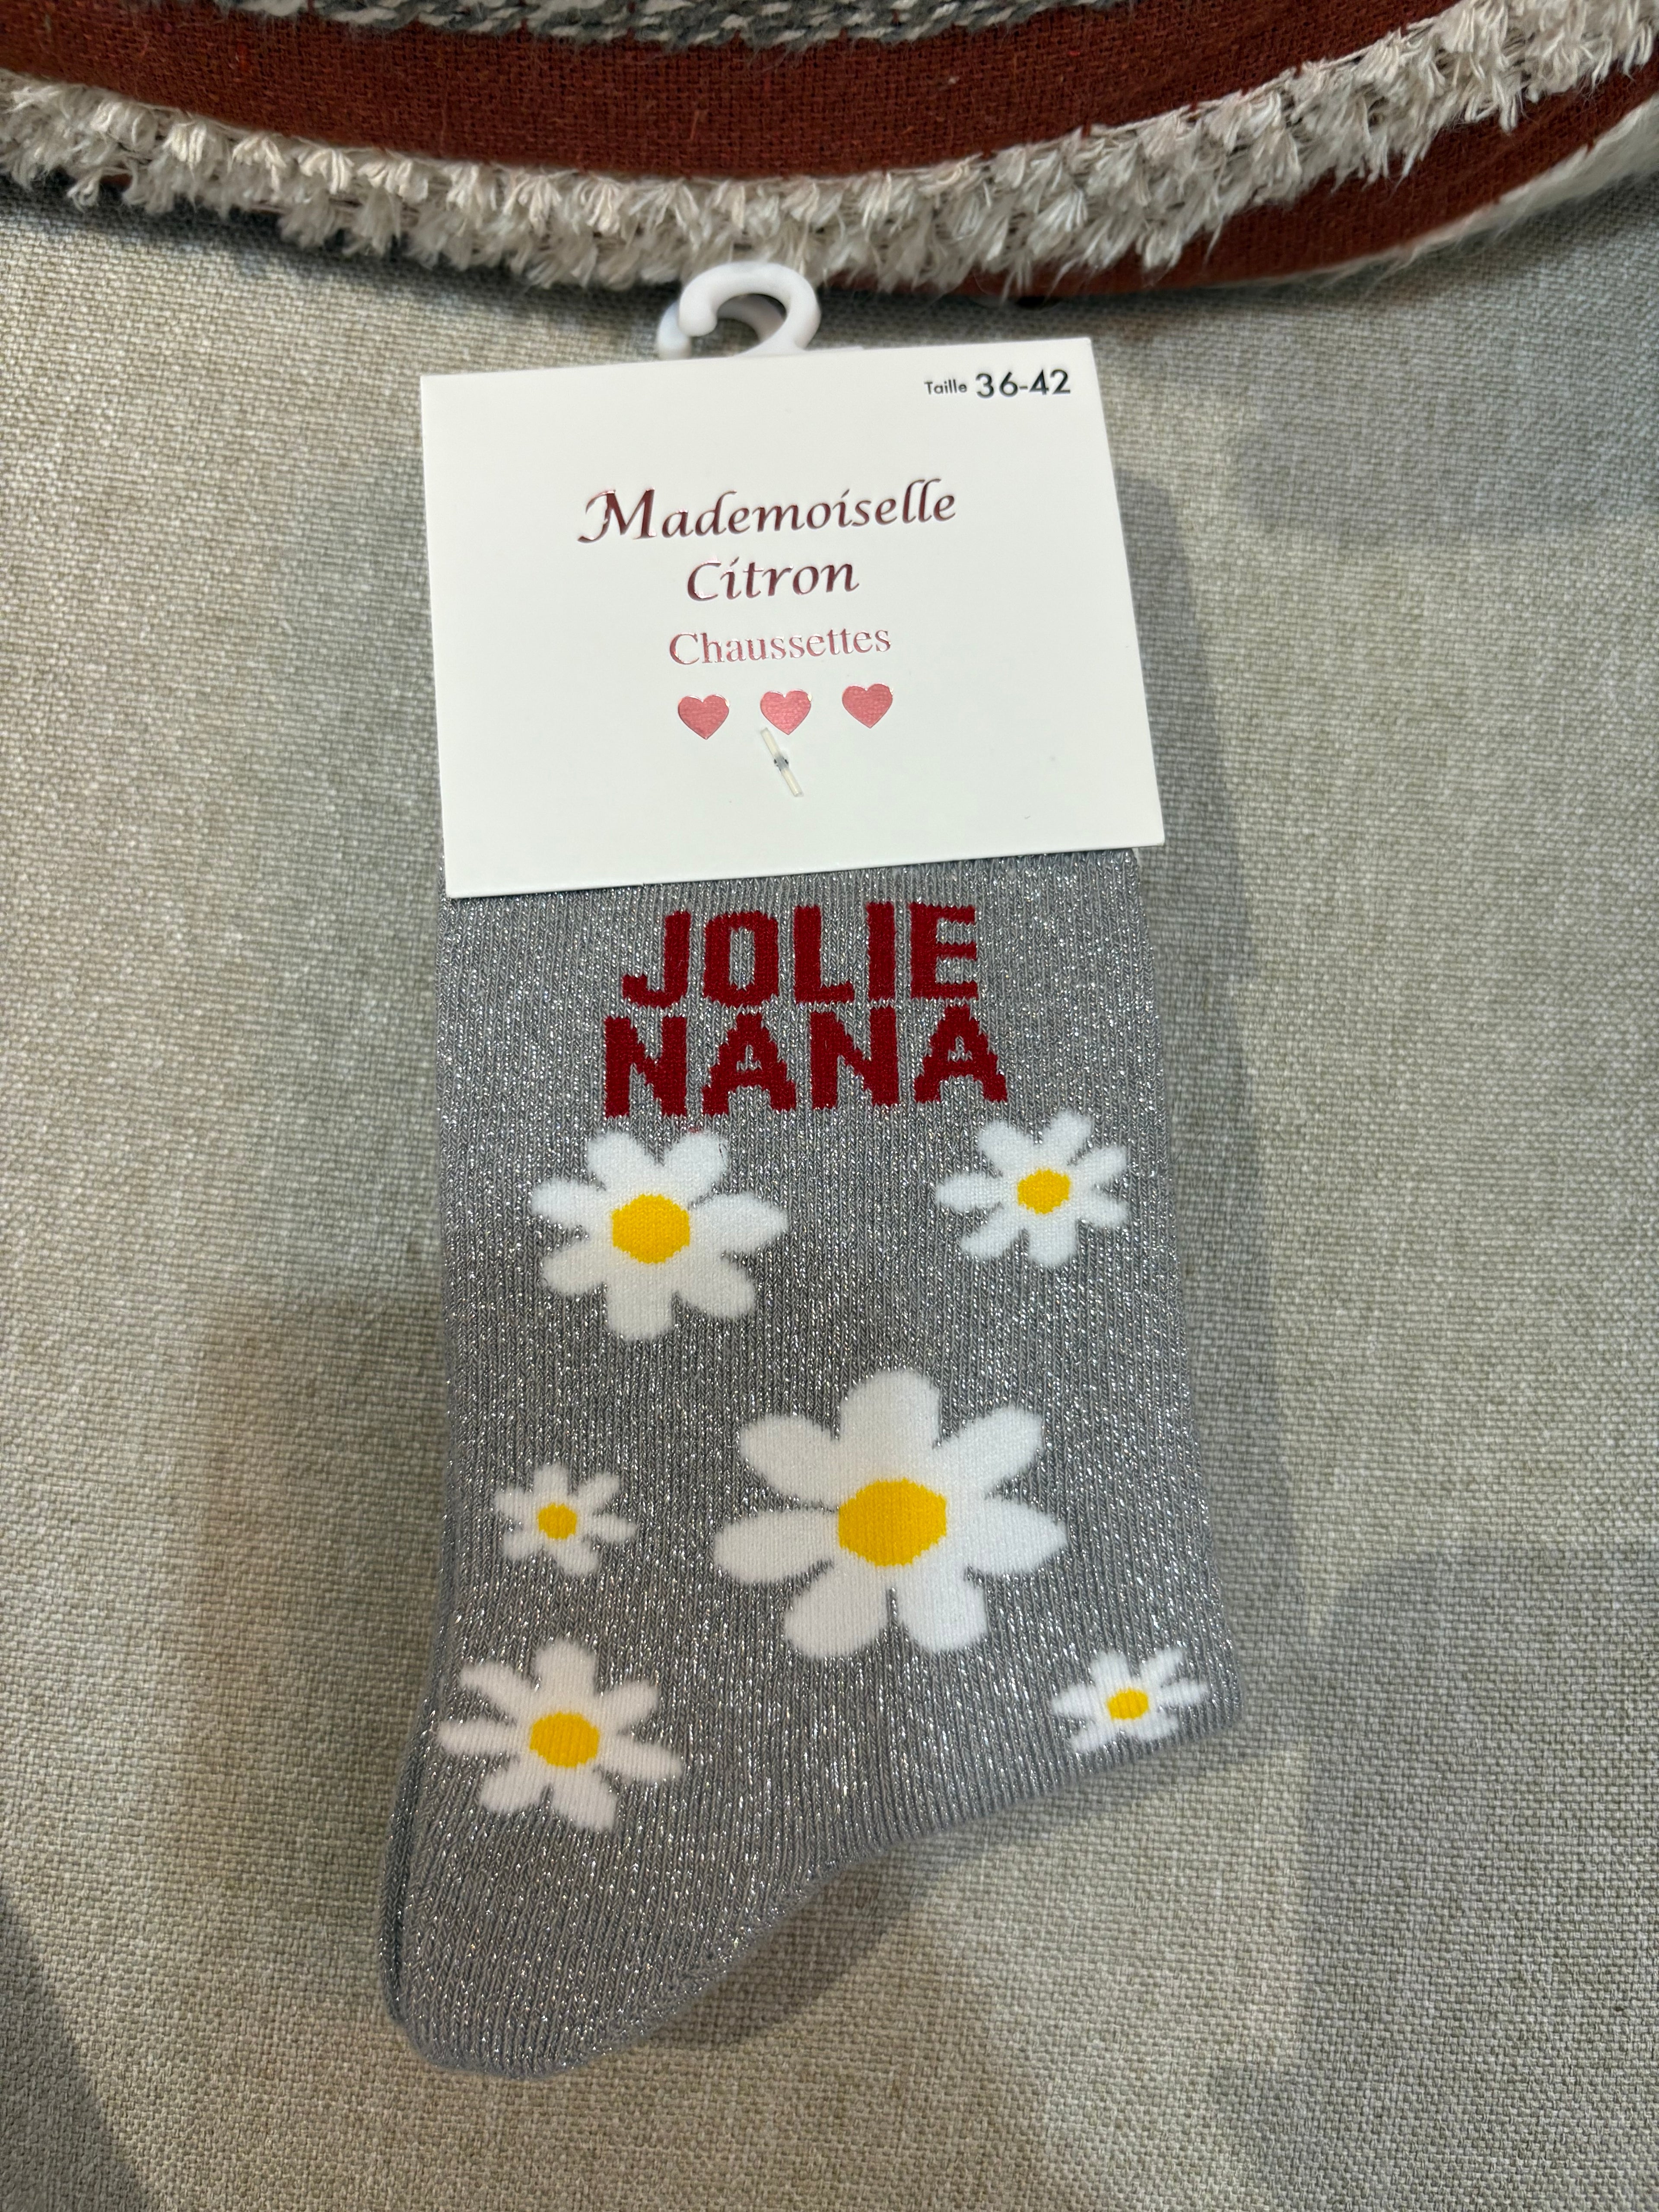 Taille 36-42
Mademoiselle
Citron
Chaussettes
JOLIE
NANA